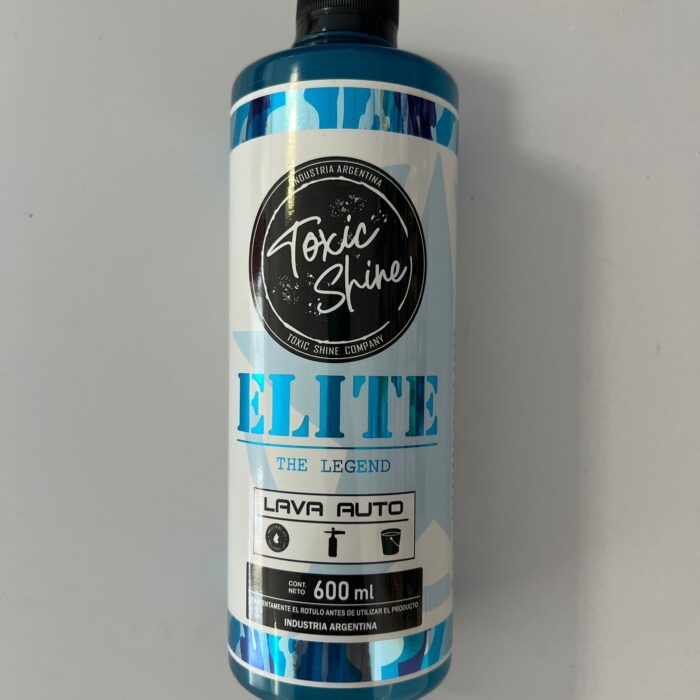 INDUSTRIA ARGENTINA
Toxic
Shine
TOXIC SHINE COMPANY
ELITE
THE LEGEND
LAVA AUTO
CONT.
NETO
600 ml
ATENTAMENTE EL ROTULO ANTES DE UTILIZAR EL PRODUCTO
INDUSTRIA ARGENTINA